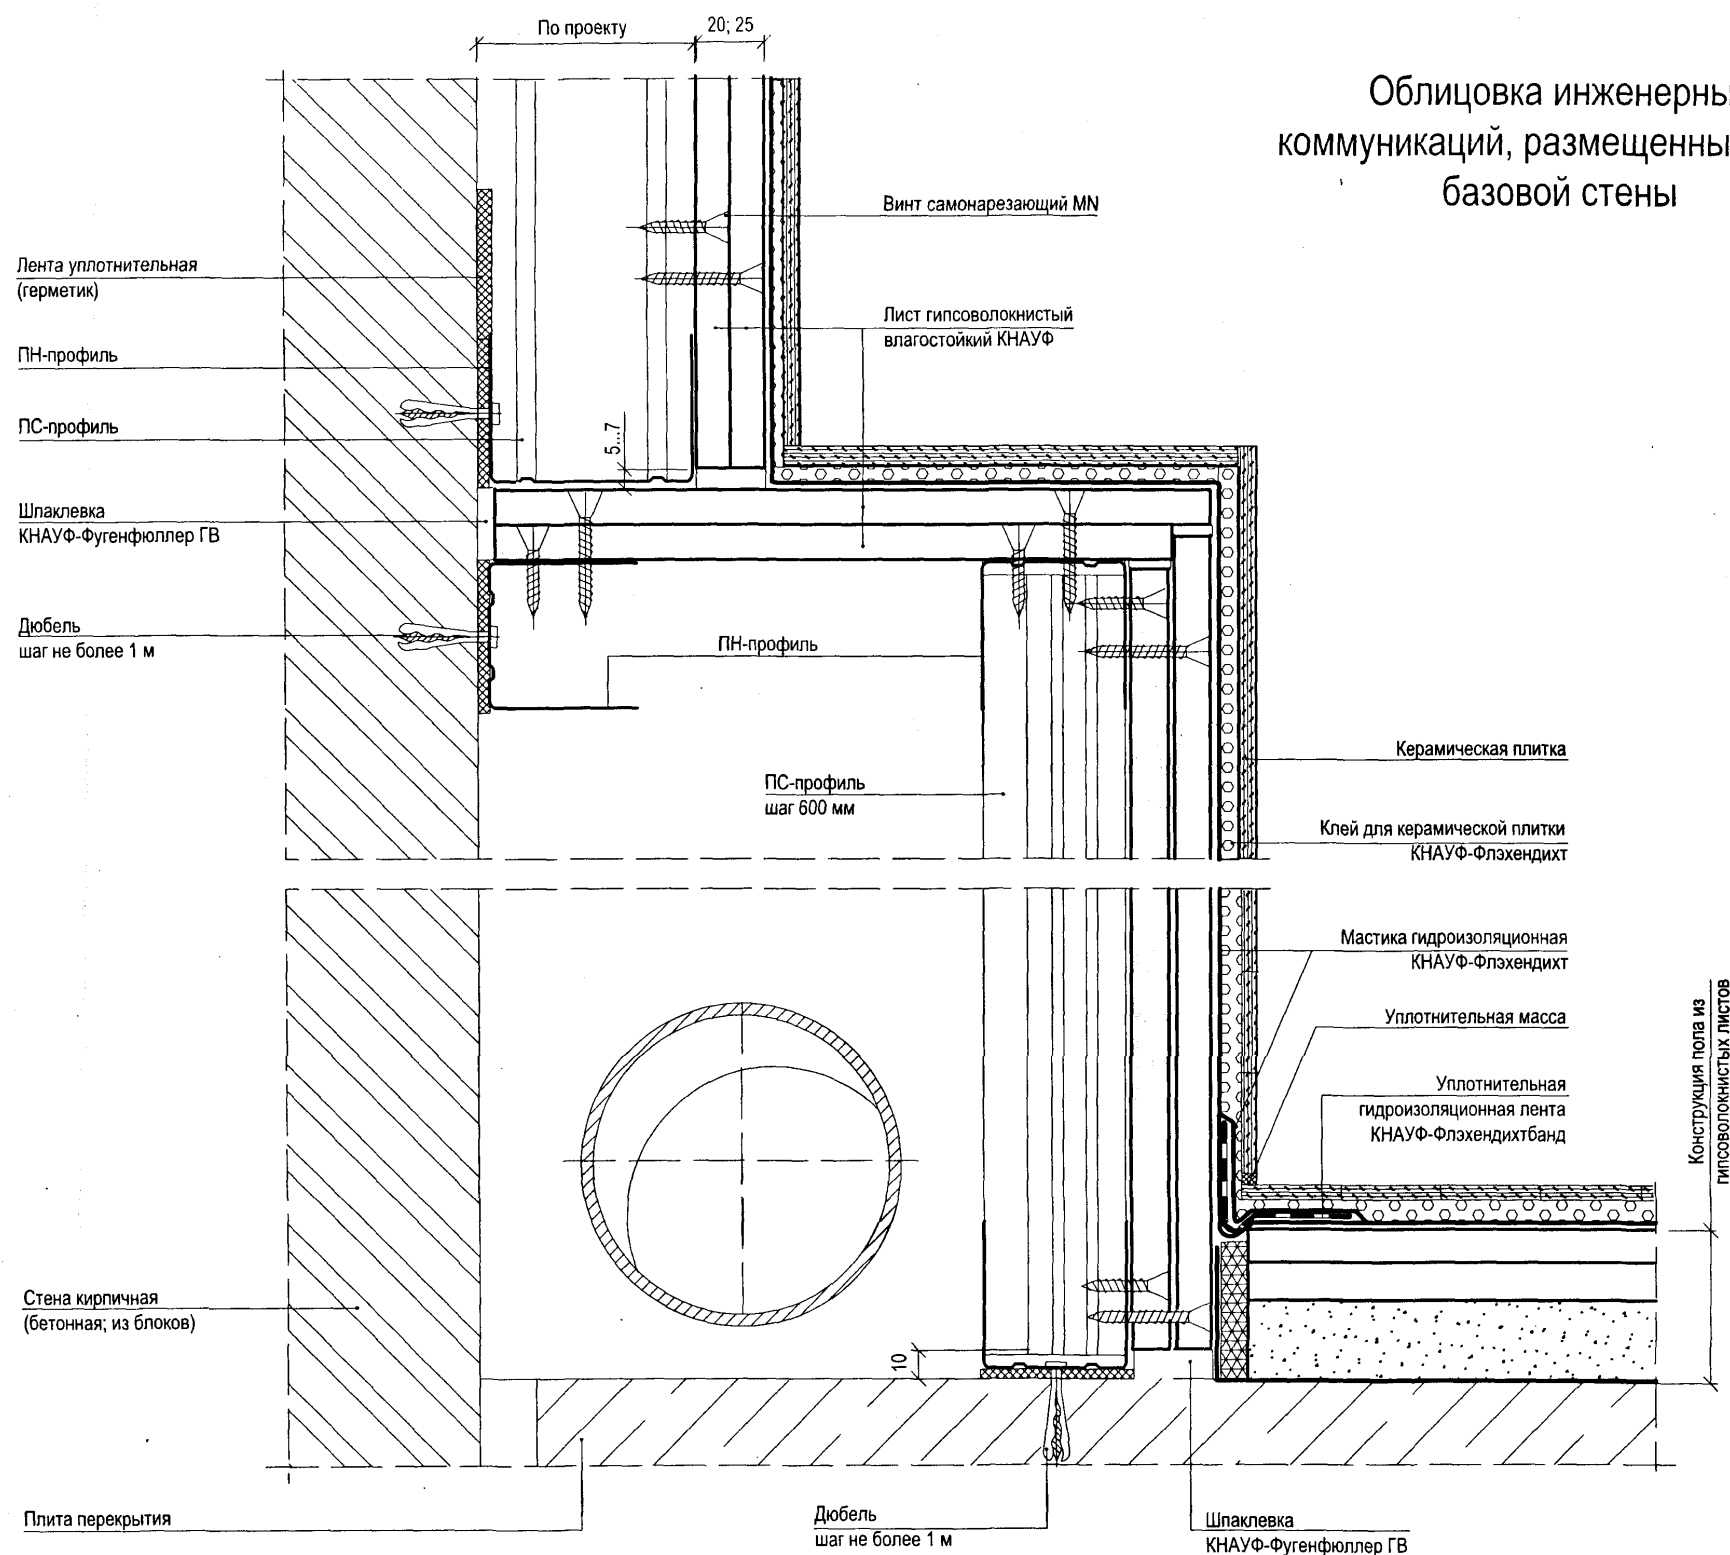 По проекту
20; 25
Облицовка инженерны
коммуникаций, размещенны
базовой стены
Винт самонарезающий MN
Лента уплотнительная
(герметик)
Лист гипсоволокнистый
влагостойкий КНАУФ
ПН-профиль
ПС-профиль
5...7
Шпаклевка
КНАУФ-Фугенфюллер ГВ
Дюбель
шаг не более 1 м
ПН-профиль
Керамическая плитка
ПС-профиль
шаг 600 мм
Клей для керамической плитки
КНАУФ-Флэхендихт
Мастика гидроизоляционная
КНАУФ-Флэхендихт
Уплотнительная масса
Уплотнительная
гидроизоляционная лента
КНАУФ-Флэхендихтбанд
Конструкция пола из
гипсоволокнистых листов
Стена кирпичная
(бетонная; из блоков)
10
Плита перекрытия
Дюбель
шаг не более 1 м
Шпаклевка
КНАУФ-Фугенфюллер ГВ